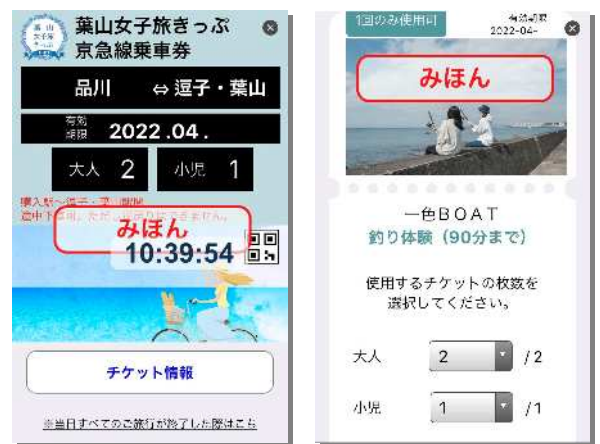 葉山女子旅きっぷ
京急線乗車券
品川 ⇔ 逗子・葉山
有効
期限 2022.04.
大人 2 小児 1
みほん
10:39:54
チケット情報
※当日すべてのご旅行が終了した際はこちら
1回のみ使用可
有効期限
2022-04-
みほん
一色BOAT
釣り体験（90分まで）
使用するチケットの枚数を
選択してください。
大人 2 /2
小児 1 /1